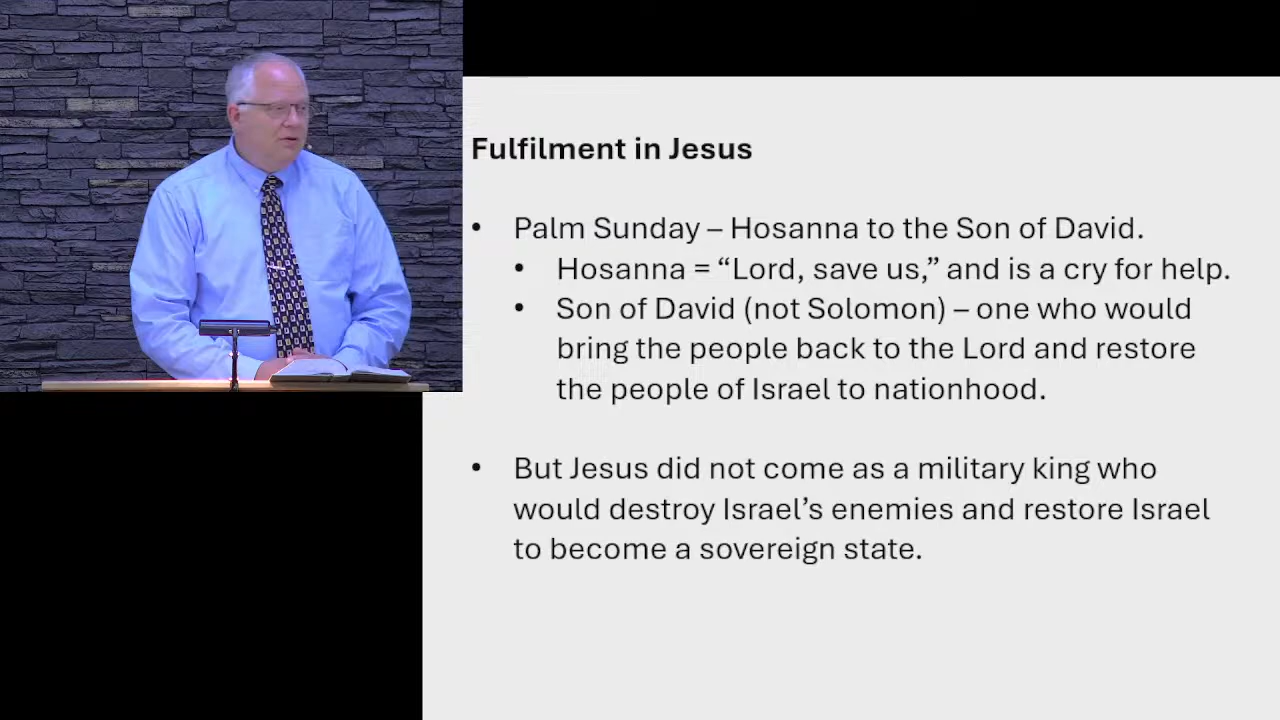 Fulfilment in Jesus
• Palm Sunday – Hosanna to the Son of David.
• Hosanna = “Lord, save us,” and is a cry for help.
• Son of David (not Solomon) – one who would
bring the people back to the Lord and restore
the people of Israel to nationhood.
• But Jesus did not come as a military king who
would destroy Israel’s enemies and restore Israel
to become a sovereign state.